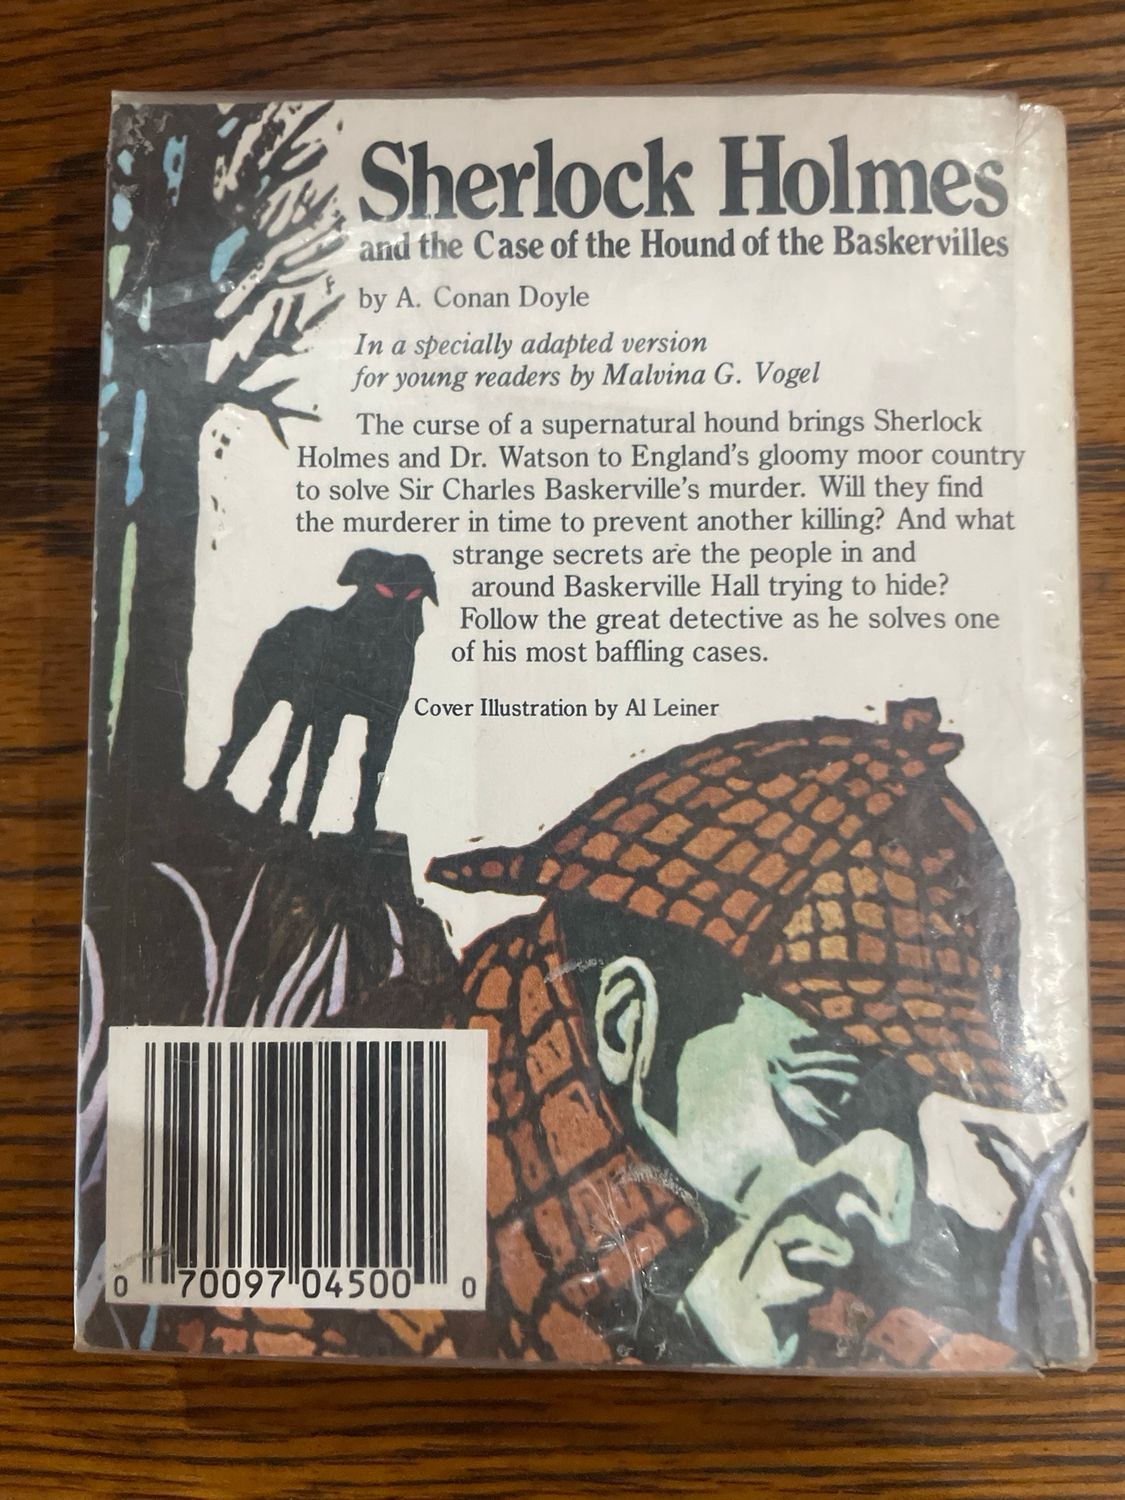 Sherlock Holmes
and the Case of the Hound of the Baskervilles
by A. Conan Doyle
In a specially adapted version
for young readers by Malvina G. Vogel
The curse of a supernatural hound brings Sherlock
Holmes and Dr. Watson to England's gloomy moor country
to solve Sir Charles Baskerville's murder. Will they find
the murderer in time to prevent another killing? And what
strange secrets are the people in and
around Baskerville Hall trying to hide?
Follow the great detective as he solves one
of his most baffling cases.
Cover Illustration by Al Leiner
0 70097 04500 0